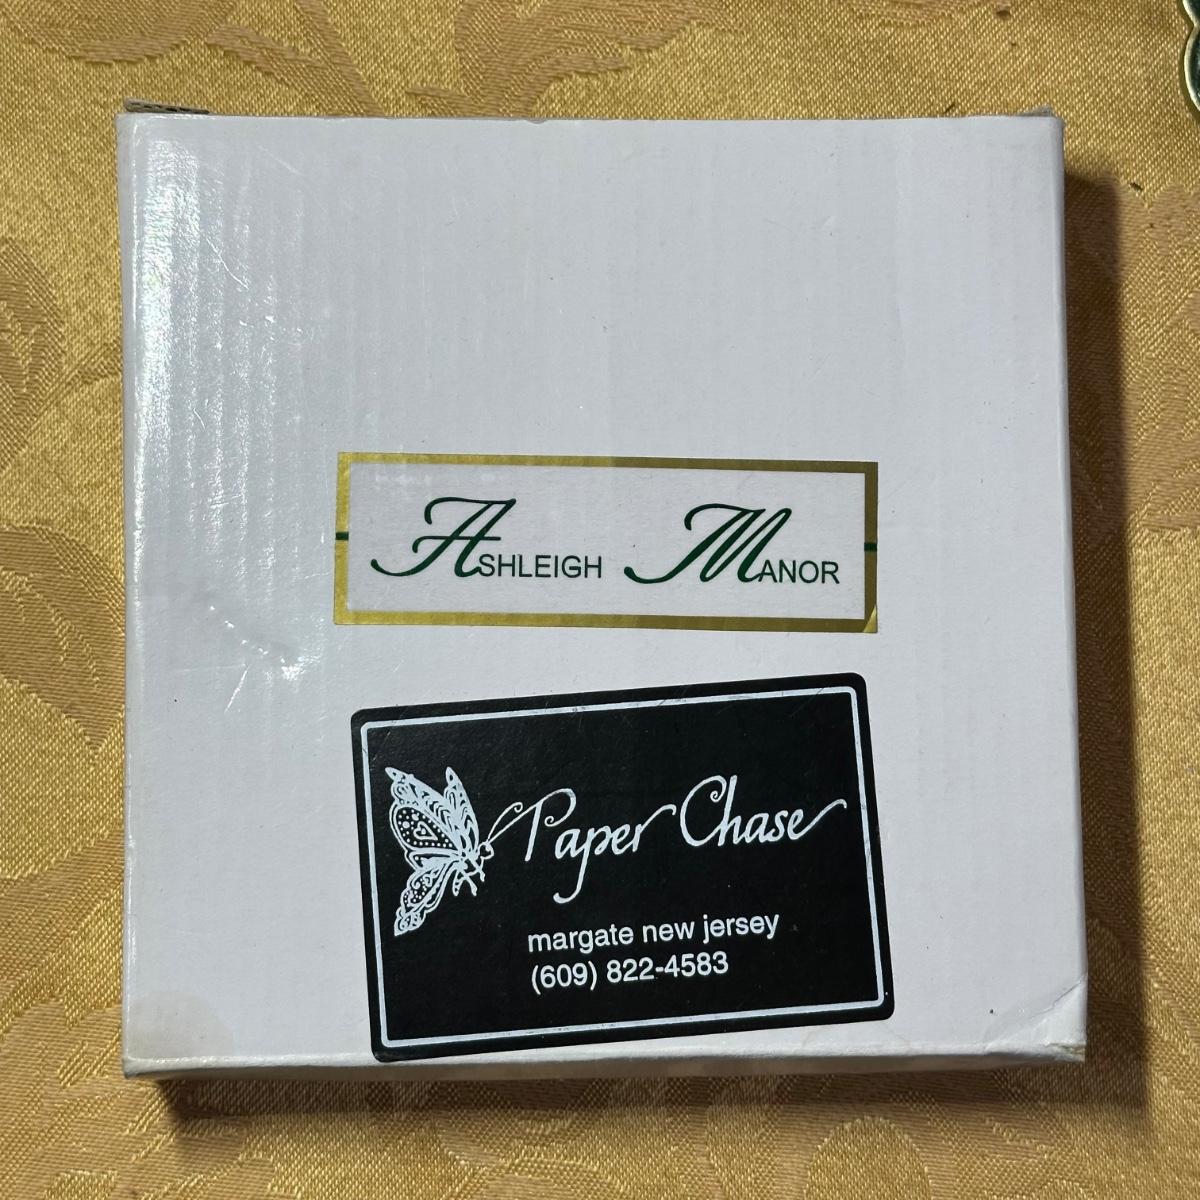 ASHLEIGH MANOR
Paper Chase
margate new jersey
(609) 822-4583